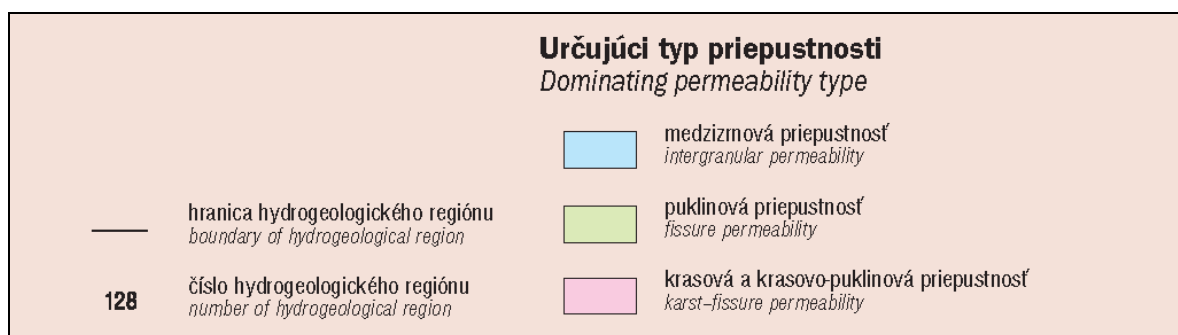 Určujúci typ priepustnosti
Dominating permeability type
medzizrnová priepustnosť
intergranular permeability
hranica hydrogeologického regiónu
boundary of hydrogeological region
puklinová priepustnosť
fissure permeability
128
číslo hydrogeologického regiónu
number of hydrogeological region
krasová a krasovo-puklinová priepustnosť
karst–fissure permeability